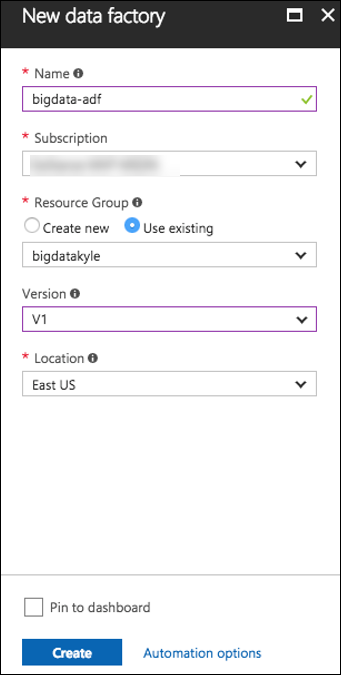 New data factory
* Name
bigdata-adf
* Subscription
* Resource Group
Create new Use existing
bigdatakyle
Version
V1
* Location
East US
Pin to dashboard
Create Automation options